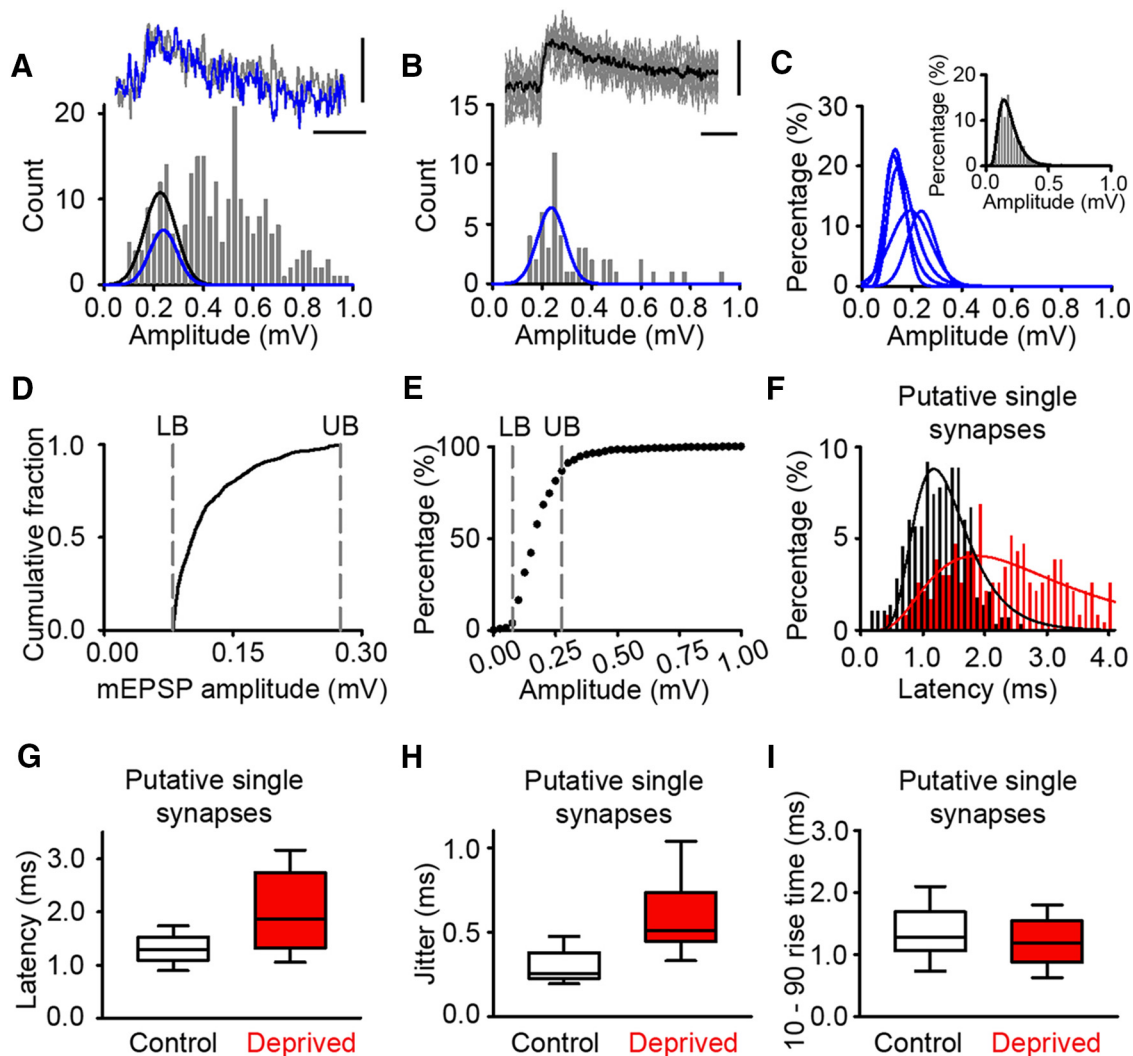 A
B
C
20
10
0
Count
0.0 0.2 0.4 0.6 0.8 1.0
Amplitude (mV)
15
10
5
0
Count
0.0 0.2 0.4 0.6 0.8 1.0
Amplitude (mV)
30
20
10
0
Percentage (%)
0.0 0.2 0.4 0.6 0.8 1.0
Amplitude (mV)
20
10
0
Percentage (%)
0.0 0.5 1.0
Amplitude (mV)
D
LB UB
1.0
0.5
0.0
Cumulative fraction
0.00 0.15 0.30
mEPSP amplitude (mV)
E
LB UB
100
50
0
Percentage (%)
0.00 0.25 0.50 0.75 1.00
Amplitude (mV)
F
Putative single
synapses
10
5
0
Percentage (%)
0.0 1.0 2.0 3.0 4.0
Latency (ms)
G
Putative single
synapses
3.0
2.0
1.0
0.0
Latency (ms)
Control Deprived
H
Putative single
synapses
1.0
0.5
0.0
Jitter (ms)
Control Deprived
I
Putative single
synapses
3.0
2.0
1.0
0.0
10 - 90 rise time (ms)
Control Deprived